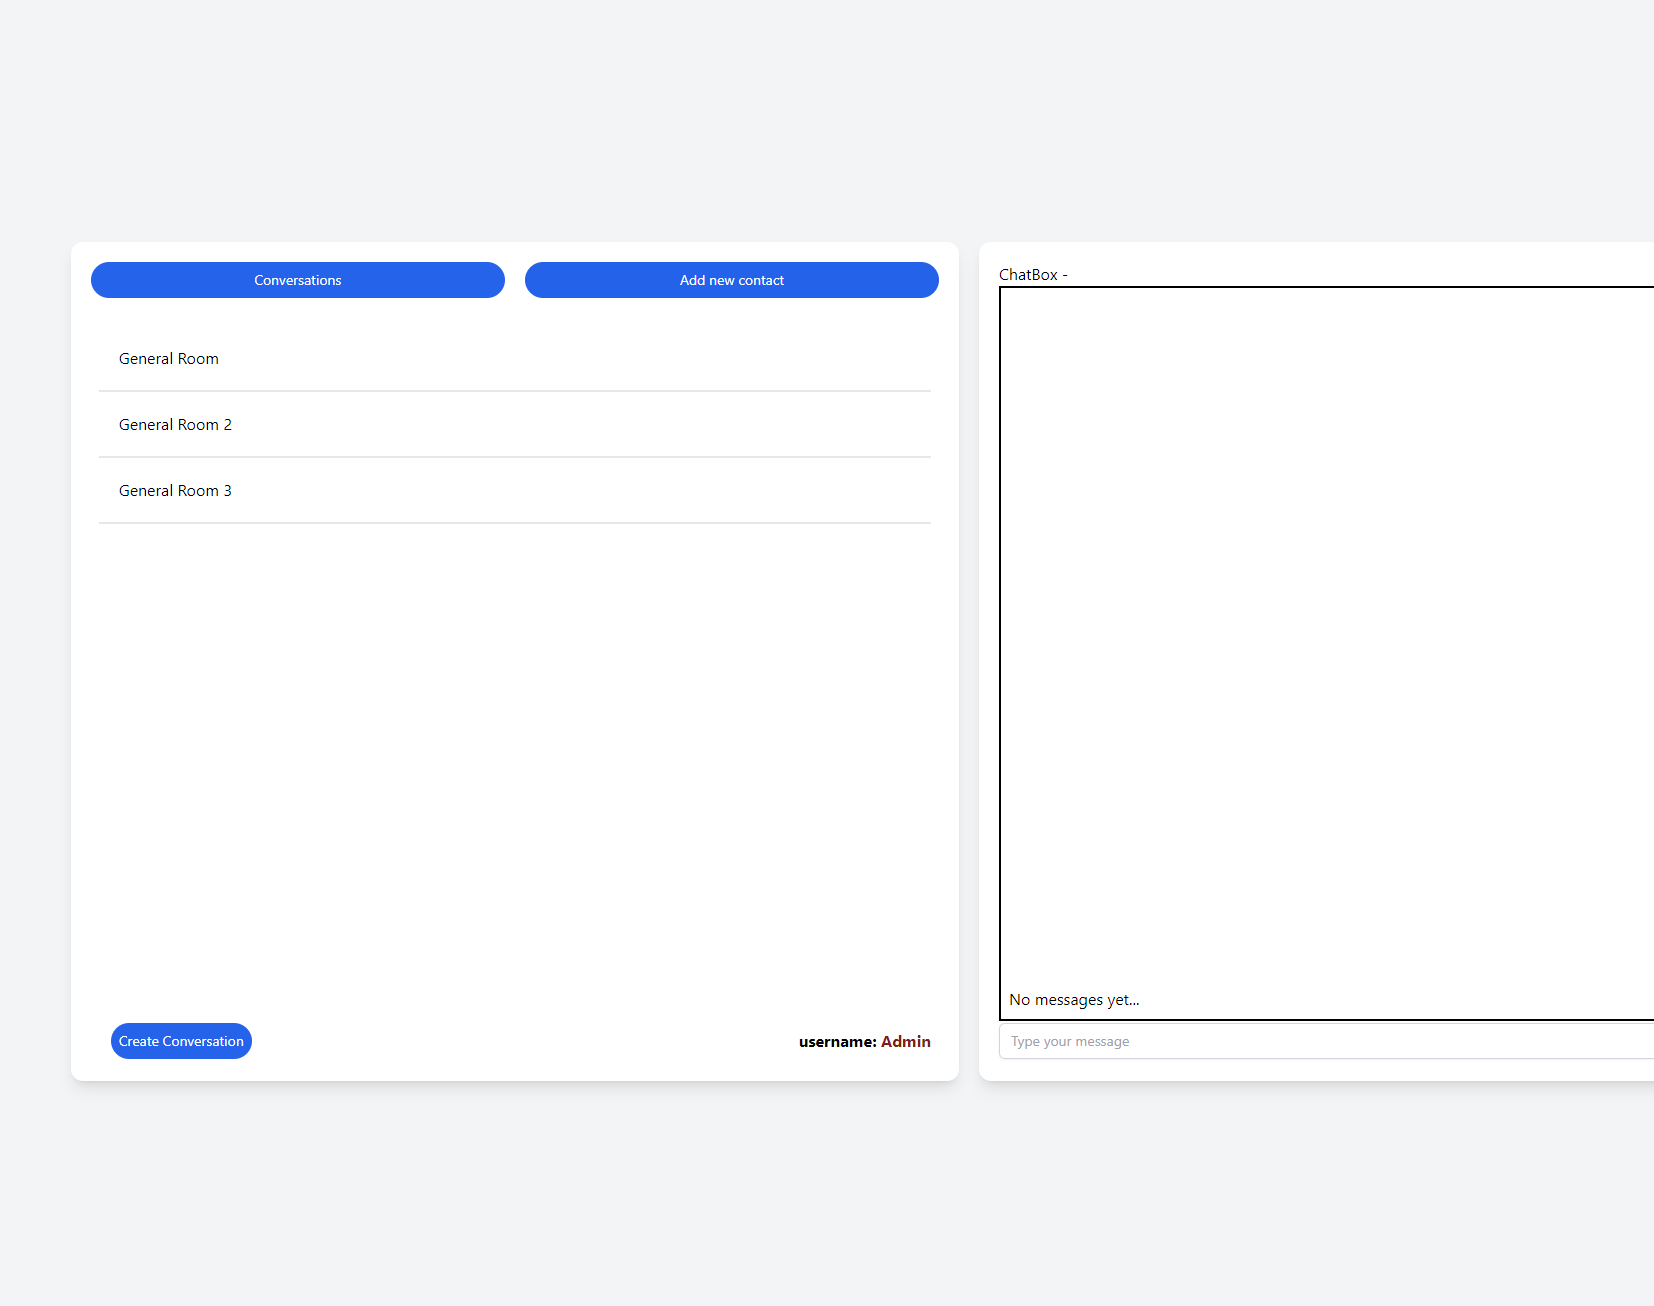 Conversations
Add new contact
General Room
General Room 2
General Room 3
Create Conversation
username: Admin
ChatBox -
No messages yet...
Type your message